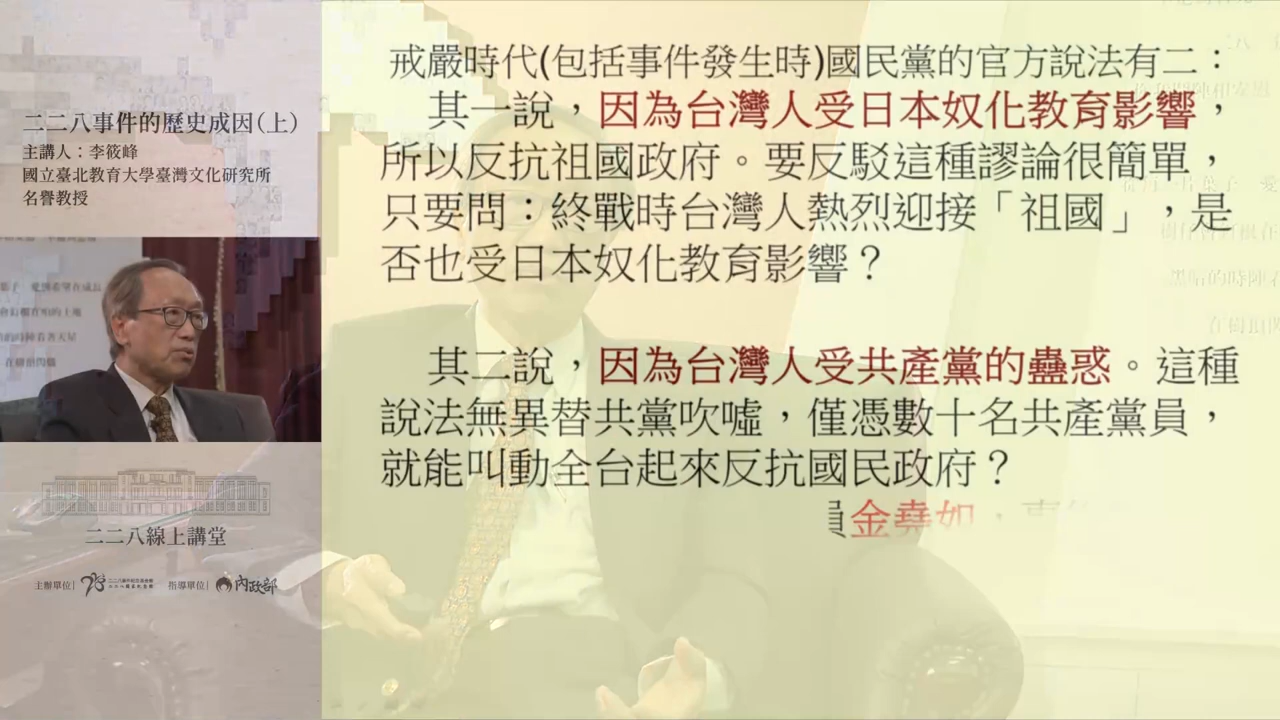 二二八事件的歷史成因(上)
主講人：李筱峰
國立臺北教育大學臺灣文化研究所
名譽教授
二二八線上講堂
主辦單位|
指導單位| 內政部
戒嚴時代(包括事件發生時)國民黨的官方說法有二：
其一說，因為台灣人受日本奴化教育影響，
所以反抗祖國政府。要反駁這種謬論很簡單，
只要問：終戰時台灣人熱烈迎接「祖國」，是
否也受日本奴化教育影響？
其二說，因為台灣人受共產黨的蠱惑。這種
說法無異替共黨吹噓，僅憑數十名共產黨員，
就能叫動全台起來反抗國民政府？
員金堯如，